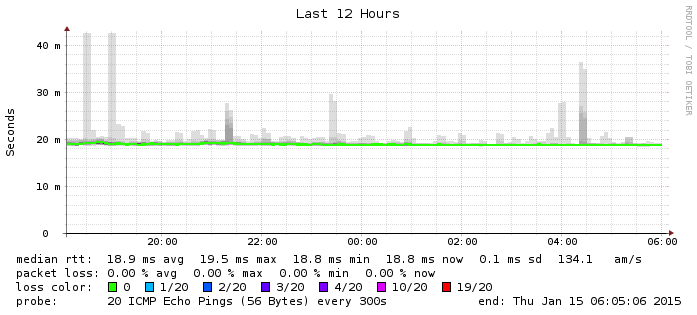 Last 12 Hours
RRDTOOL / TOBI OETIKER
Seconds
40 m
30 m
20 m
10 m
0
20:00 22:00 00:00 02:00 04:00 06:00
median rtt: 18.9 ms avg 19.5 ms max 18.8 ms min 18.8 ms now 0.1 ms sd 134.1 am/s
packet loss: 0.00 % avg 0.00 % max 0.00 % min 0.00 % now
loss color: 0 1/20 2/20 3/20 4/20 10/20 19/20
probe: 20 ICMP Echo Pings (56 Bytes) every 300s end: Thu Jan 15 06:05:06 2015